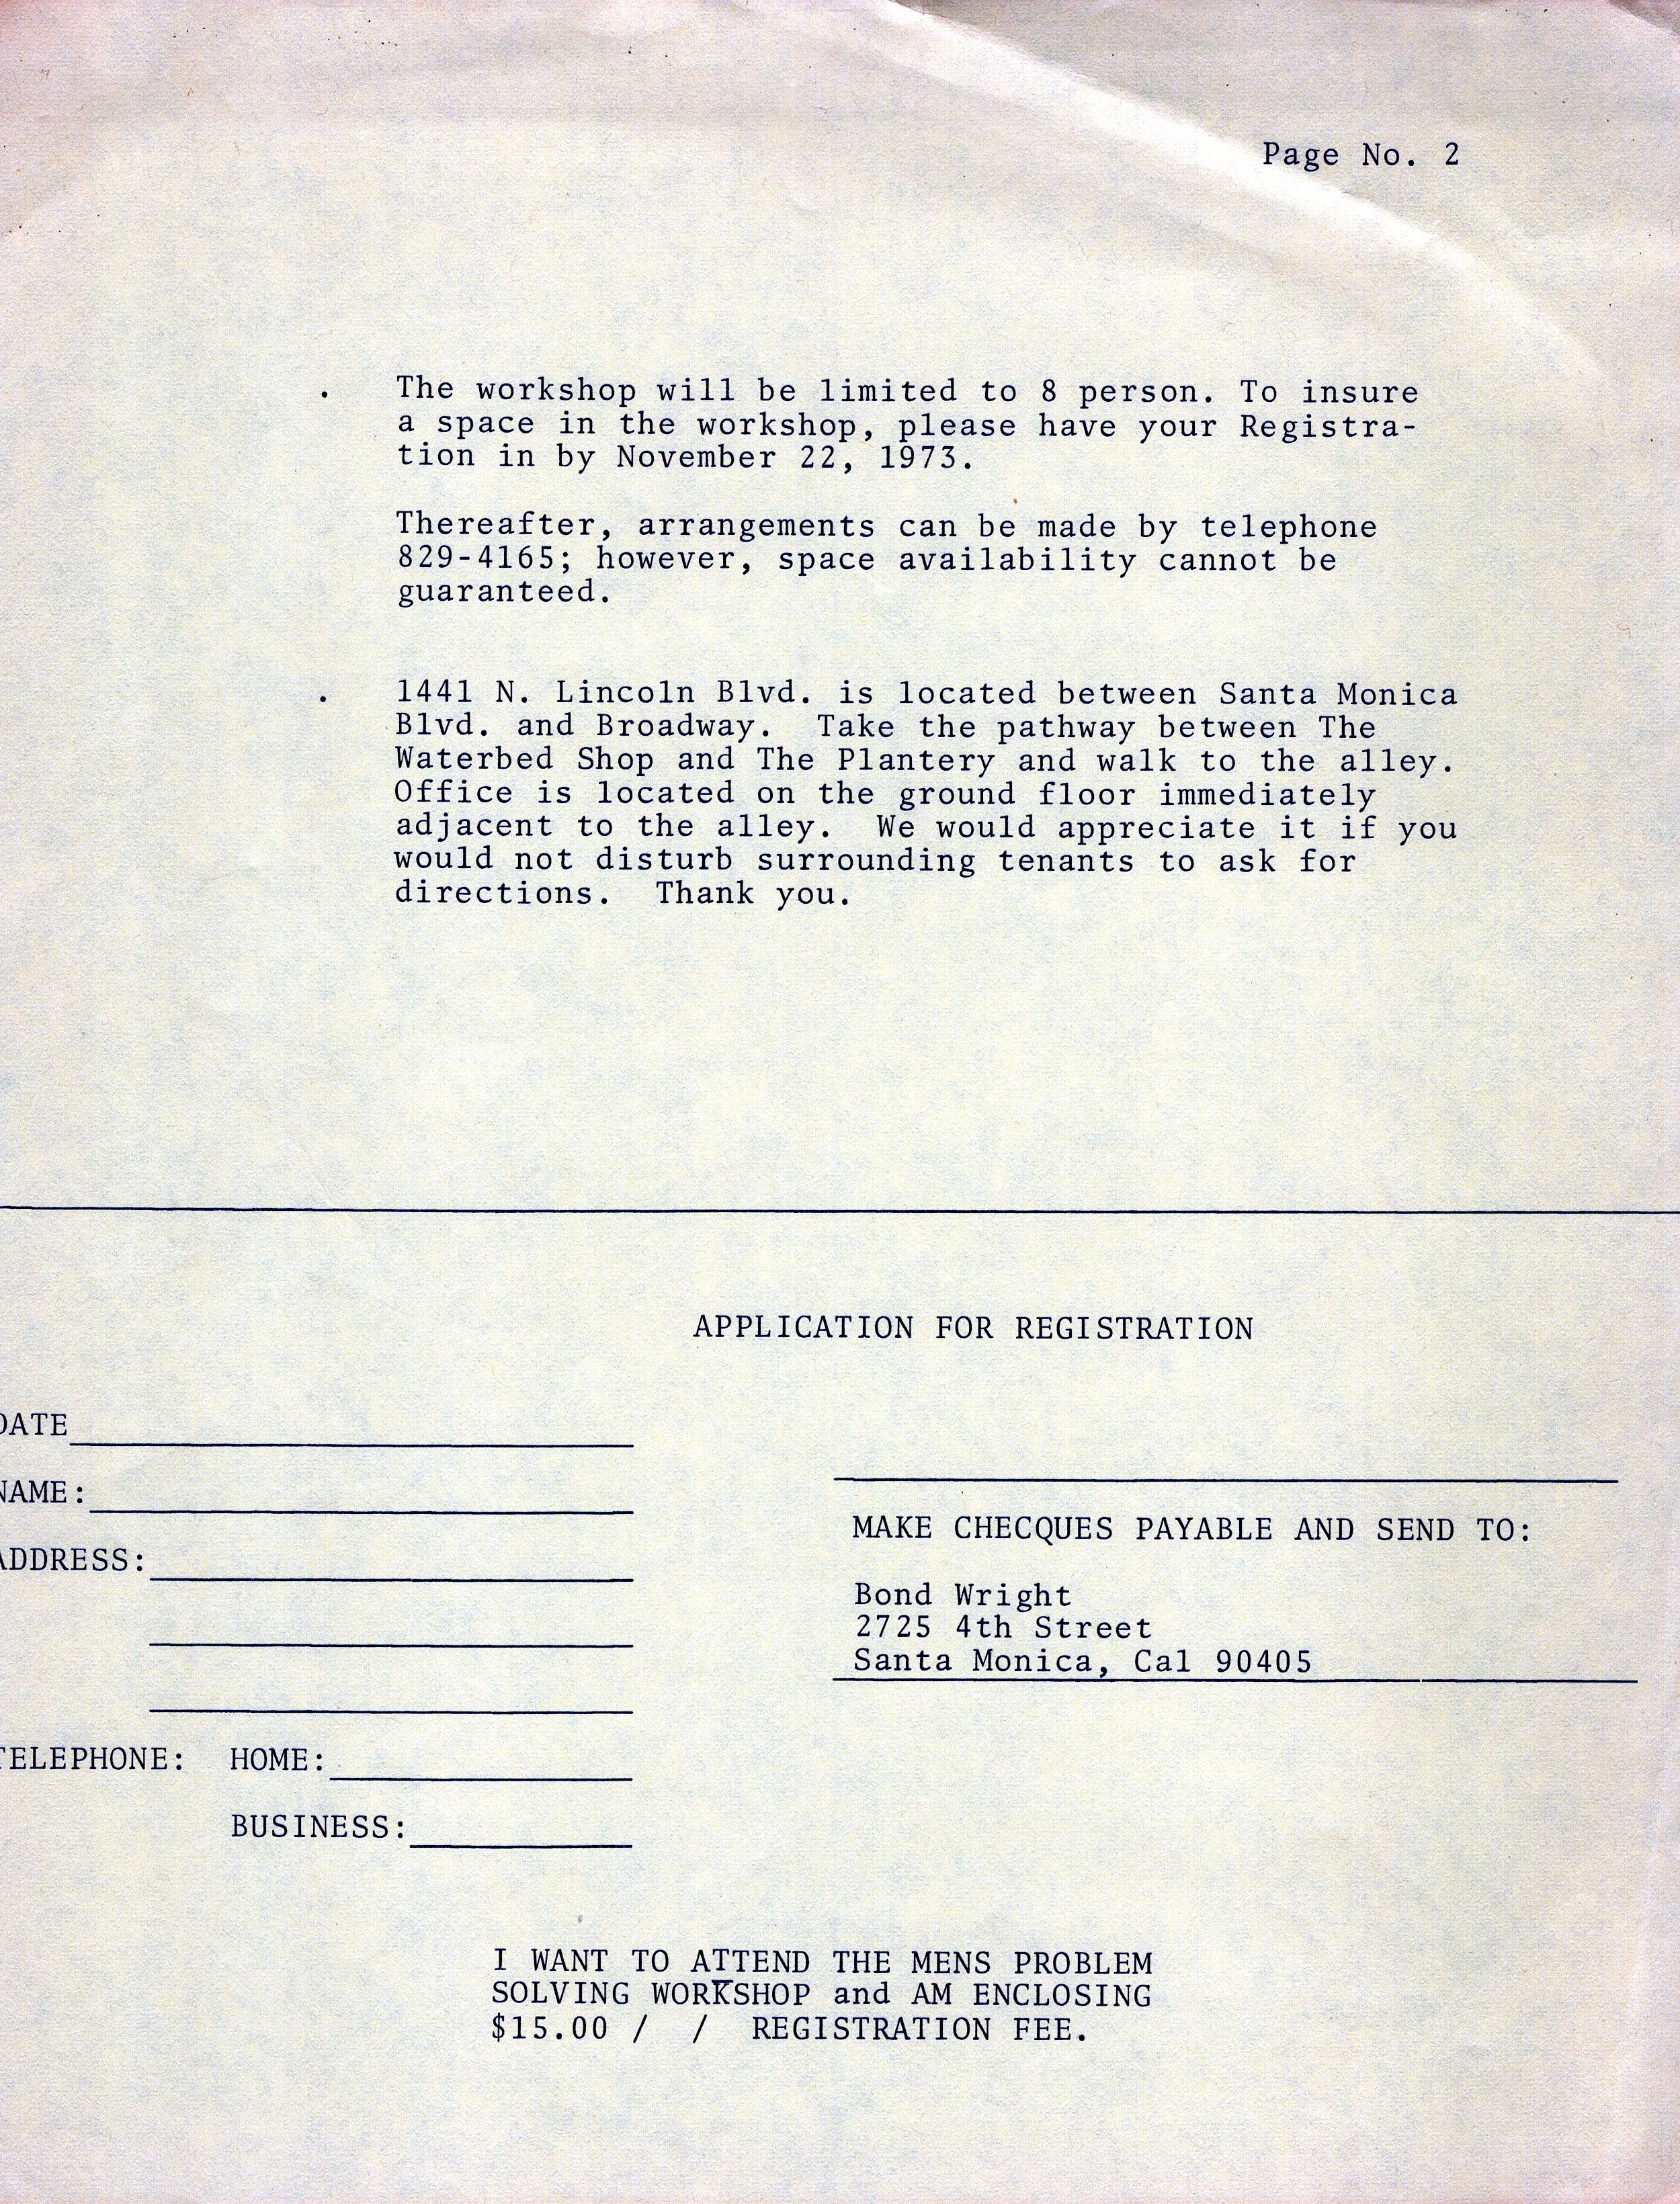 Page No. 2
. The workshop will be limited to 8 person. To insure
a space in the workshop, please have your Registra-
tion in by November 22, 1973.
Thereafter, arrangements can be made by telephone
829-4165; however, space availability cannot be
guaranteed.
. 1441 N. Lincoln Blvd. is located between Santa Monica
Blvd. and Broadway. Take the pathway between The
Waterbed Shop and The Plantery and walk to the alley.
Office is located on the ground floor immediately
adjacent to the alley. We would appreciate it if you
would not disturb surrounding tenants to ask for
directions. Thank you.
APPLICATION FOR REGISTRATION
DATE
NAME:
ADDRESS:
TELEPHONE: HOME:
BUSINESS:
MAKE CHECQUES PAYABLE AND SEND TO:
Bond Wright
2725 4th Street
Santa Monica, Cal 90405
I WANT TO ATTEND THE MENS PROBLEM
SOLVING WORKSHOP and AM ENCLOSING
$15.00 / / REGISTRATION FEE.